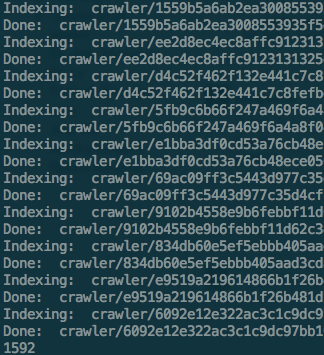 Indexing:  crawler/1559b5a6ab2ea30085539
Done:  crawler/1559b5a6ab2ea3008553935f5
Indexing:  crawler/ee2d8ec4ec8affc912313
Done:  crawler/ee2d8ec4ec8affc9123131325
Indexing:  crawler/d4c52f462f132e441c7c8
Done:  crawler/d4c52f462f132e441c7c8fefb
Indexing:  crawler/5fb9c6b66f247a469f6a4
Done:  crawler/5fb9c6b66f247a469f6a4a8f0
Indexing:  crawler/e1bba3df0cd53a76cb48e
Done:  crawler/e1bba3df0cd53a76cb48ece05
Indexing:  crawler/69ac09ff3c5443d977c35
Done:  crawler/69ac09ff3c5443d977c35d4cf
Indexing:  crawler/9102b4558e9b6febbf11d
Done:  crawler/9102b4558e9b6febbf11d62c3
Indexing:  crawler/834db60e5ef5ebbb405aa
Done:  crawler/834db60e5ef5ebbb405aad3cd
Indexing:  crawler/e9519a219614866b1f26b
Done:  crawler/e9519a219614866b1f26b481d
Indexing:  crawler/6092e12e322ac3c1c9dc9
Done:  crawler/6092e12e322ac3c1c9dc97bb1
1592